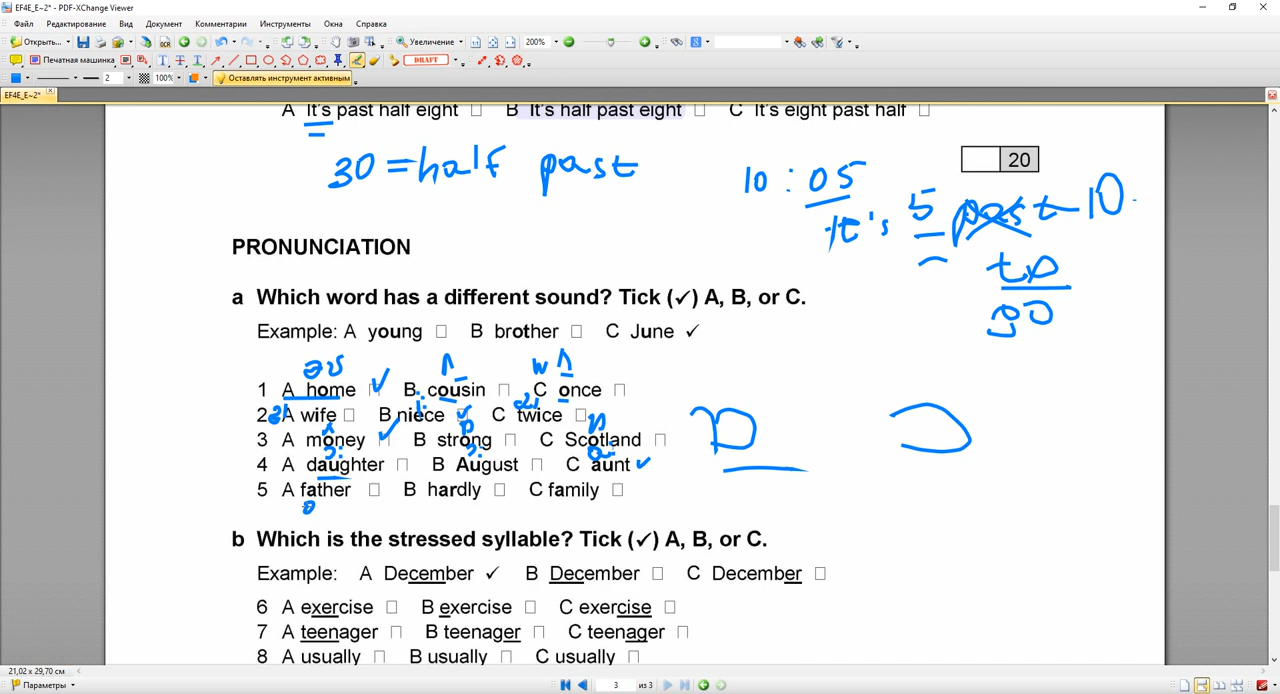 EF4E_E~2* - PDF-XChange Viewer
Файл Редактирование Вид Документ Комментарии Инструменты Окна Справка
Открыть... OCR Увеличение 200%
Печатная машинка DRAFT
2 100% Оставлять инструмент активным
EF4E_E~2*
A It's past half eight □ B It's half past eight □ C It's eight past half □
30 = half past
10 : 05
20
It's 5 past 10.
to
PRONUNCIATION
a Which word has a different sound? Tick (✓) A, B, or C.
Example: A young □ B brother □ C June ✓
əʊ ʌ w ʌ
1 A home ✓ B cousin □ C once □
2 A wife □ B niece ✓ C twice □
3 A money ✓ B strong □ C Scotland □
4 A daughter □ B August □ C aunt ✓
5 A father □ B hardly □ C family □
b Which is the stressed syllable? Tick (✓) A, B, or C.
Example: A December ✓ B December □ C December □
6 A exercise □ B exercise □ C exercise □
7 A teenager □ B teenager □ C teenager □
8 A usually □ B usually □ C usually □
21,02 x 29,70 см
Параметры 3 из 3